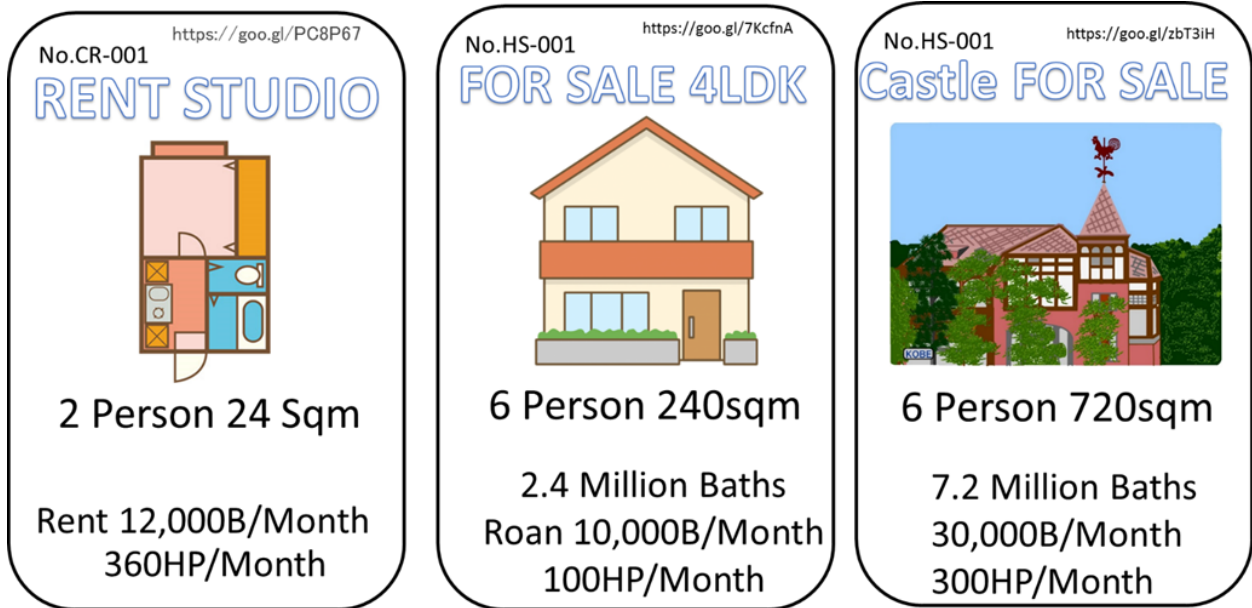 https://goo.gl/PC8P67
No.CR-001
RENT STUDIO
2 Person 24 Sqm
Rent 12,000B/Month
360HP/Month
https://goo.gl/7KcfnA
No.HS-001
FOR SALE 4LDK
6 Person 240sqm
2.4 Million Baths
Roan 10,000B/Month
100HP/Month
https://goo.gl/zbT3iH
No.HS-001
Castle FOR SALE
KOBE
6 Person 720sqm
7.2 Million Baths
30,000B/Month
300HP/Month